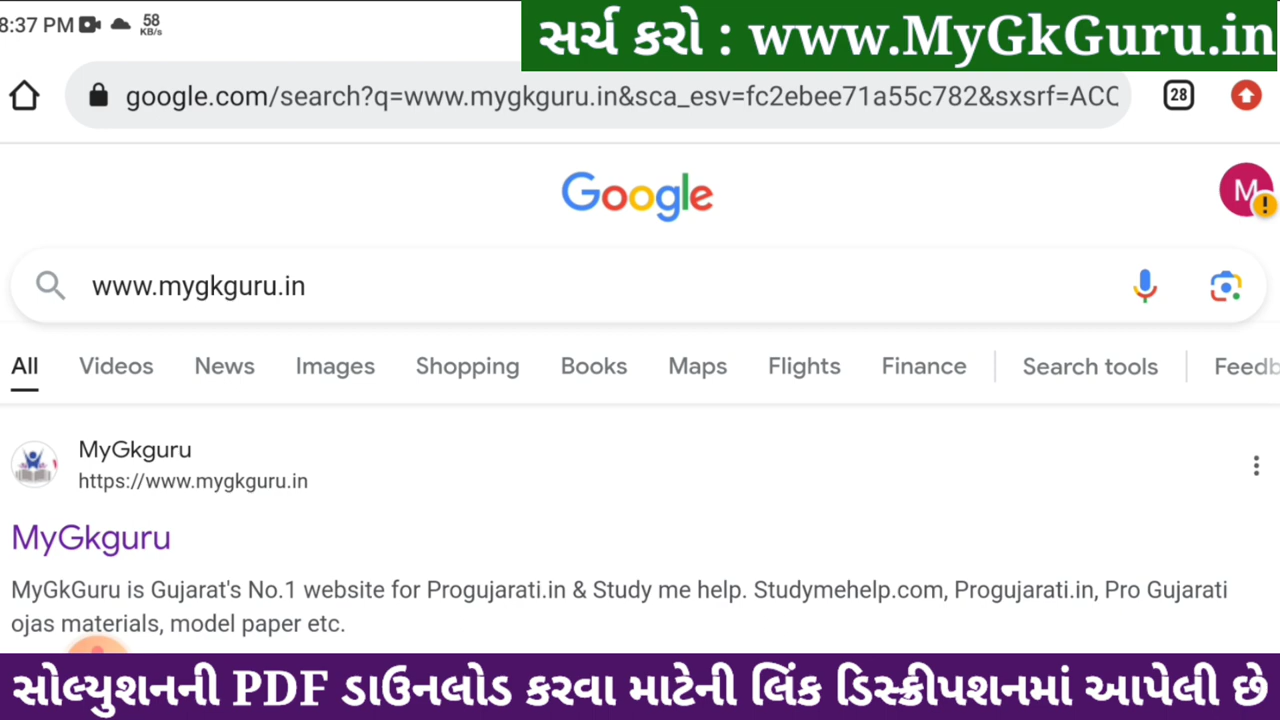 8:37 PM 58 KB/s
સર્ચ કરો : www.MyGkGuru.in
google.com/search?q=www.mygkguru.in&sca_esv=fc2ebee71a55c782&sxsrf=ACC
28
Google
M
www.mygkguru.in
All Videos News Images Shopping Books Maps Flights Finance Search tools Feedb
MyGkguru
https://www.mygkguru.in
MyGkguru
MyGkGuru is Gujarat's No.1 website for Progujarati.in & Study me help. Studymehelp.com, Progujarati.in, Pro Gujarati
ojas materials, model paper etc.
સોલ્યુશનની PDF ડાઉનલોડ કરવા માટેની લિંક ડિસ્ક્રીપશનમાં આપેલી છે